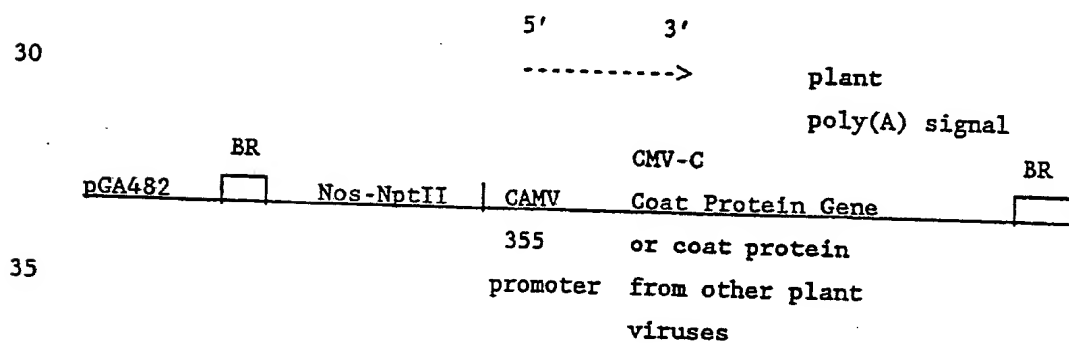 5' 3'
30
-----------> plant
poly(A) signal
BR CMV-C BR
pGA482 Nos-NptII CAMV Coat Protein Gene
355 or coat protein
35
promoter from other plant
viruses